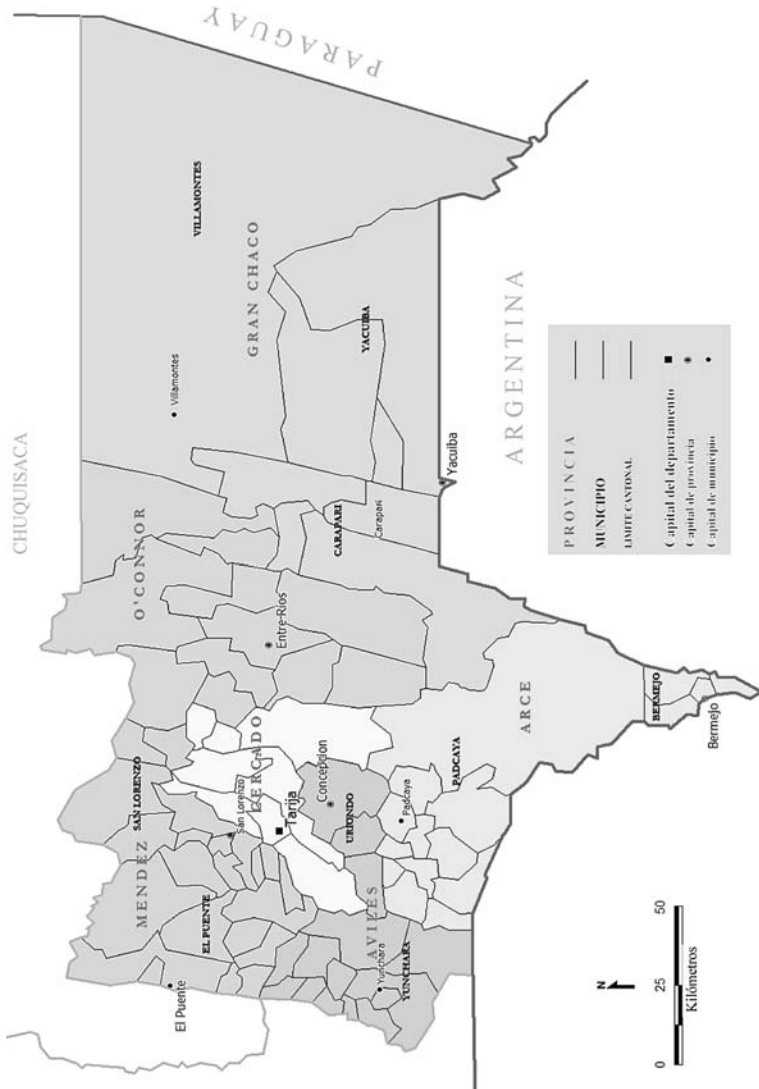 CHUQUISACA
PARAGUAY
ARGENTINA
O'CONNOR
GRAN CHACO
VILLAMONTES
Villamontes
YACUIBA
Yacuiba
CARAPARI
Carapari
Entre-Rios
MENDEZ
SAN LORENZO
San Lorenzo
CERCADO
Tarija
EL PUENTE
El Puente
Concepcion
URIONDO
AVILES
YUNCHARA
Yunchara
Padcaya
PADCAYA
ARCE
BERMEJO
Bermejo
PROVINCIA
MUNICIPIO
LIMITE CANTONAL
Capital del departamento
Capital de provincia
Capital de municipio
N
0 25 50
Kilómetros